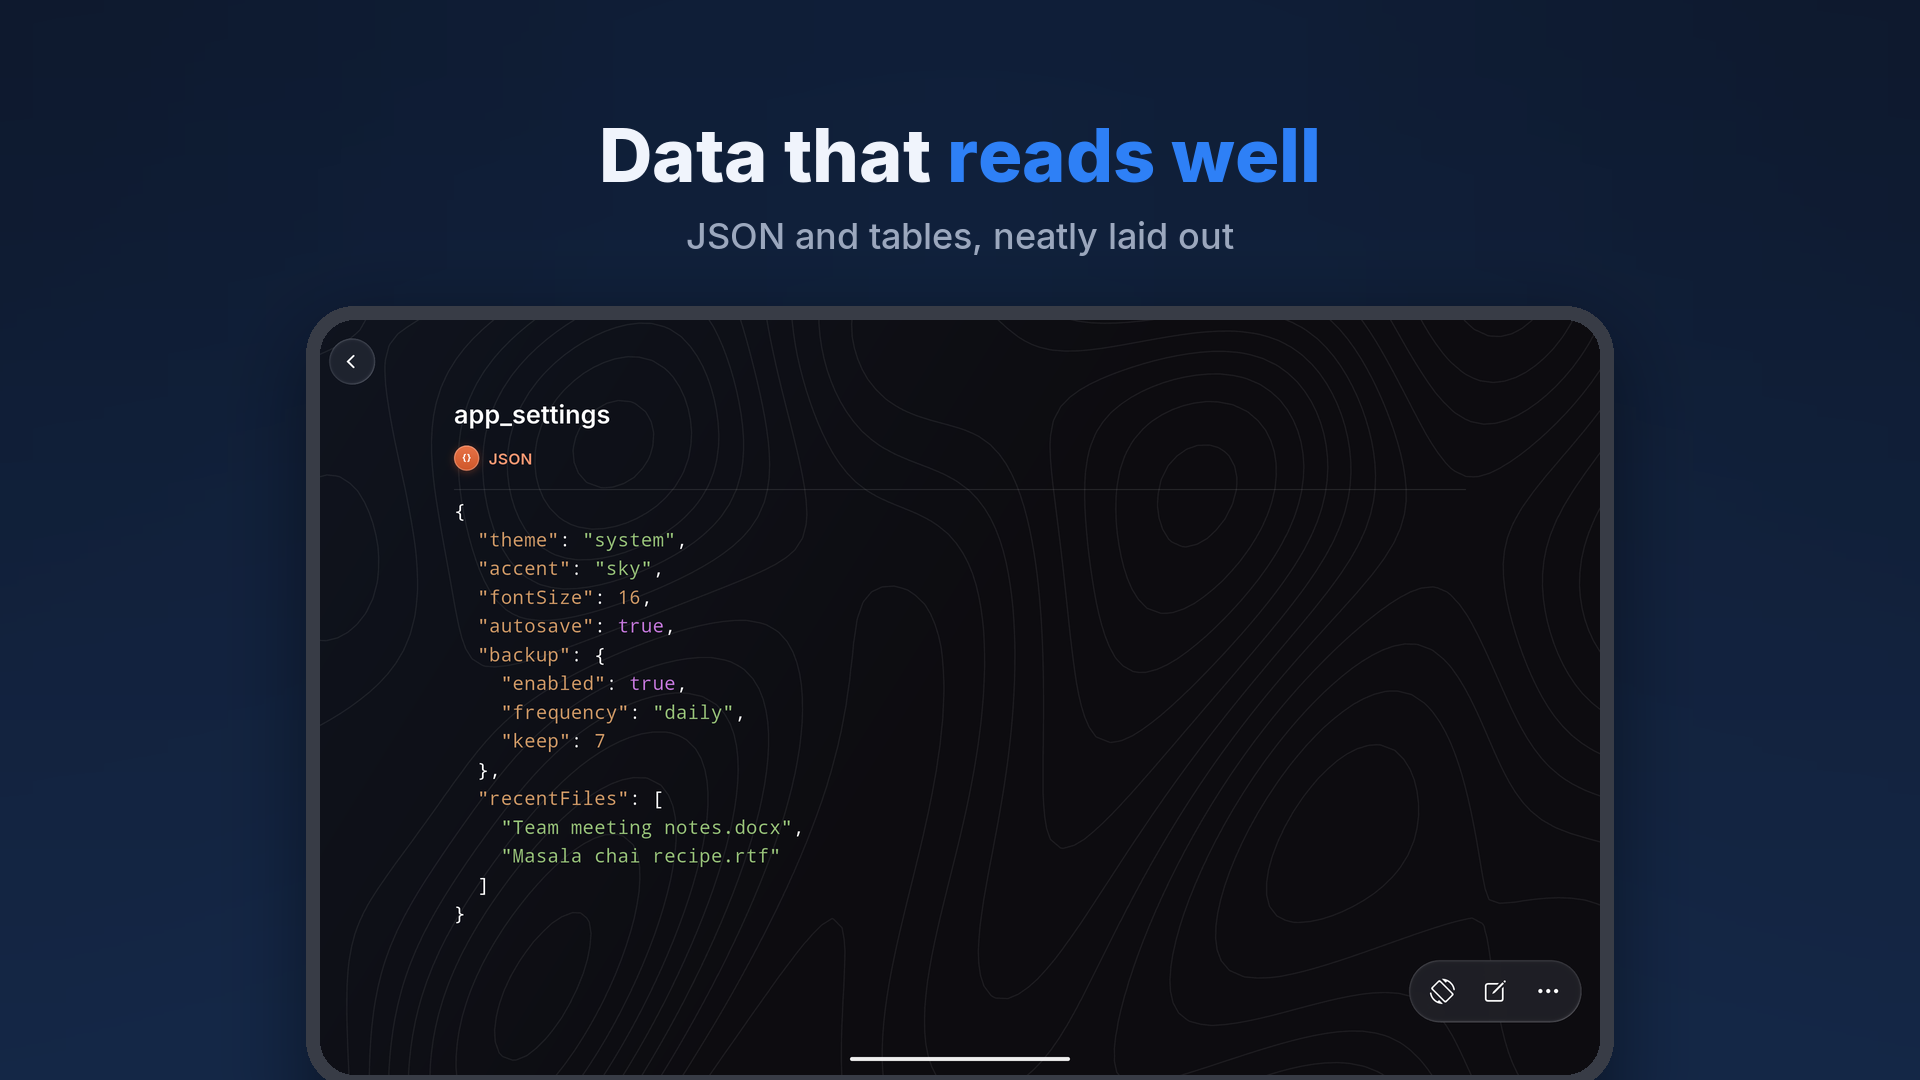 Data that reads well
JSON and tables, neatly laid out
app_settings
{} JSON
{
  "theme": "system",
  "accent": "sky",
  "fontSize": 16,
  "autosave": true,
  "backup": {
    "enabled": true,
    "frequency": "daily",
    "keep": 7
  },
  "recentFiles": [
    "Team meeting notes.docx",
    "Masala chai recipe.rtf"
  ]
}